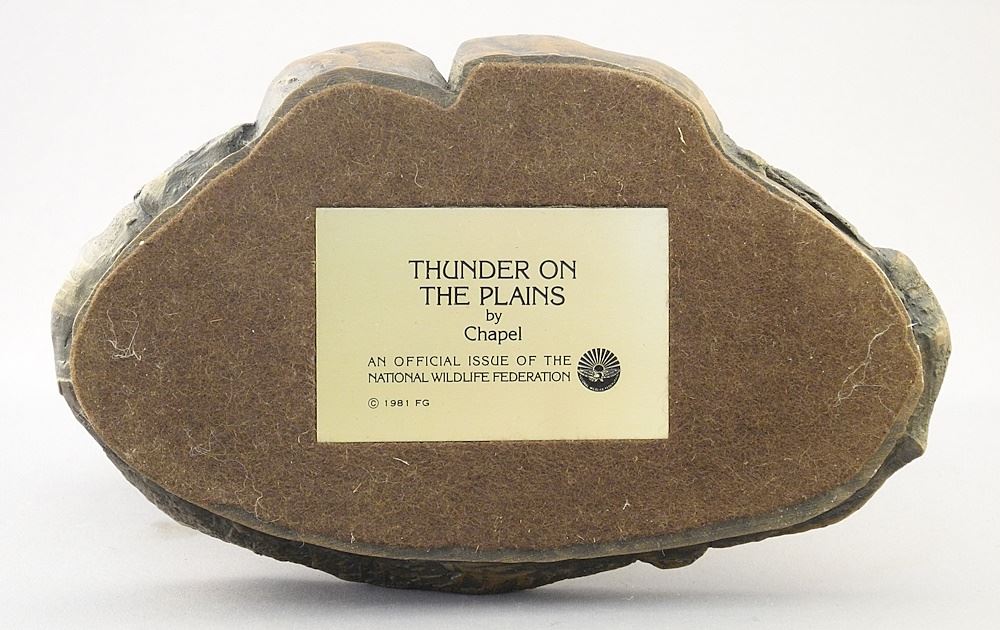 THUNDER ON
THE PLAINS
by
Chapel
AN OFFICIAL ISSUE OF THE
NATIONAL WILDLIFE FEDERATION
© 1981 FG